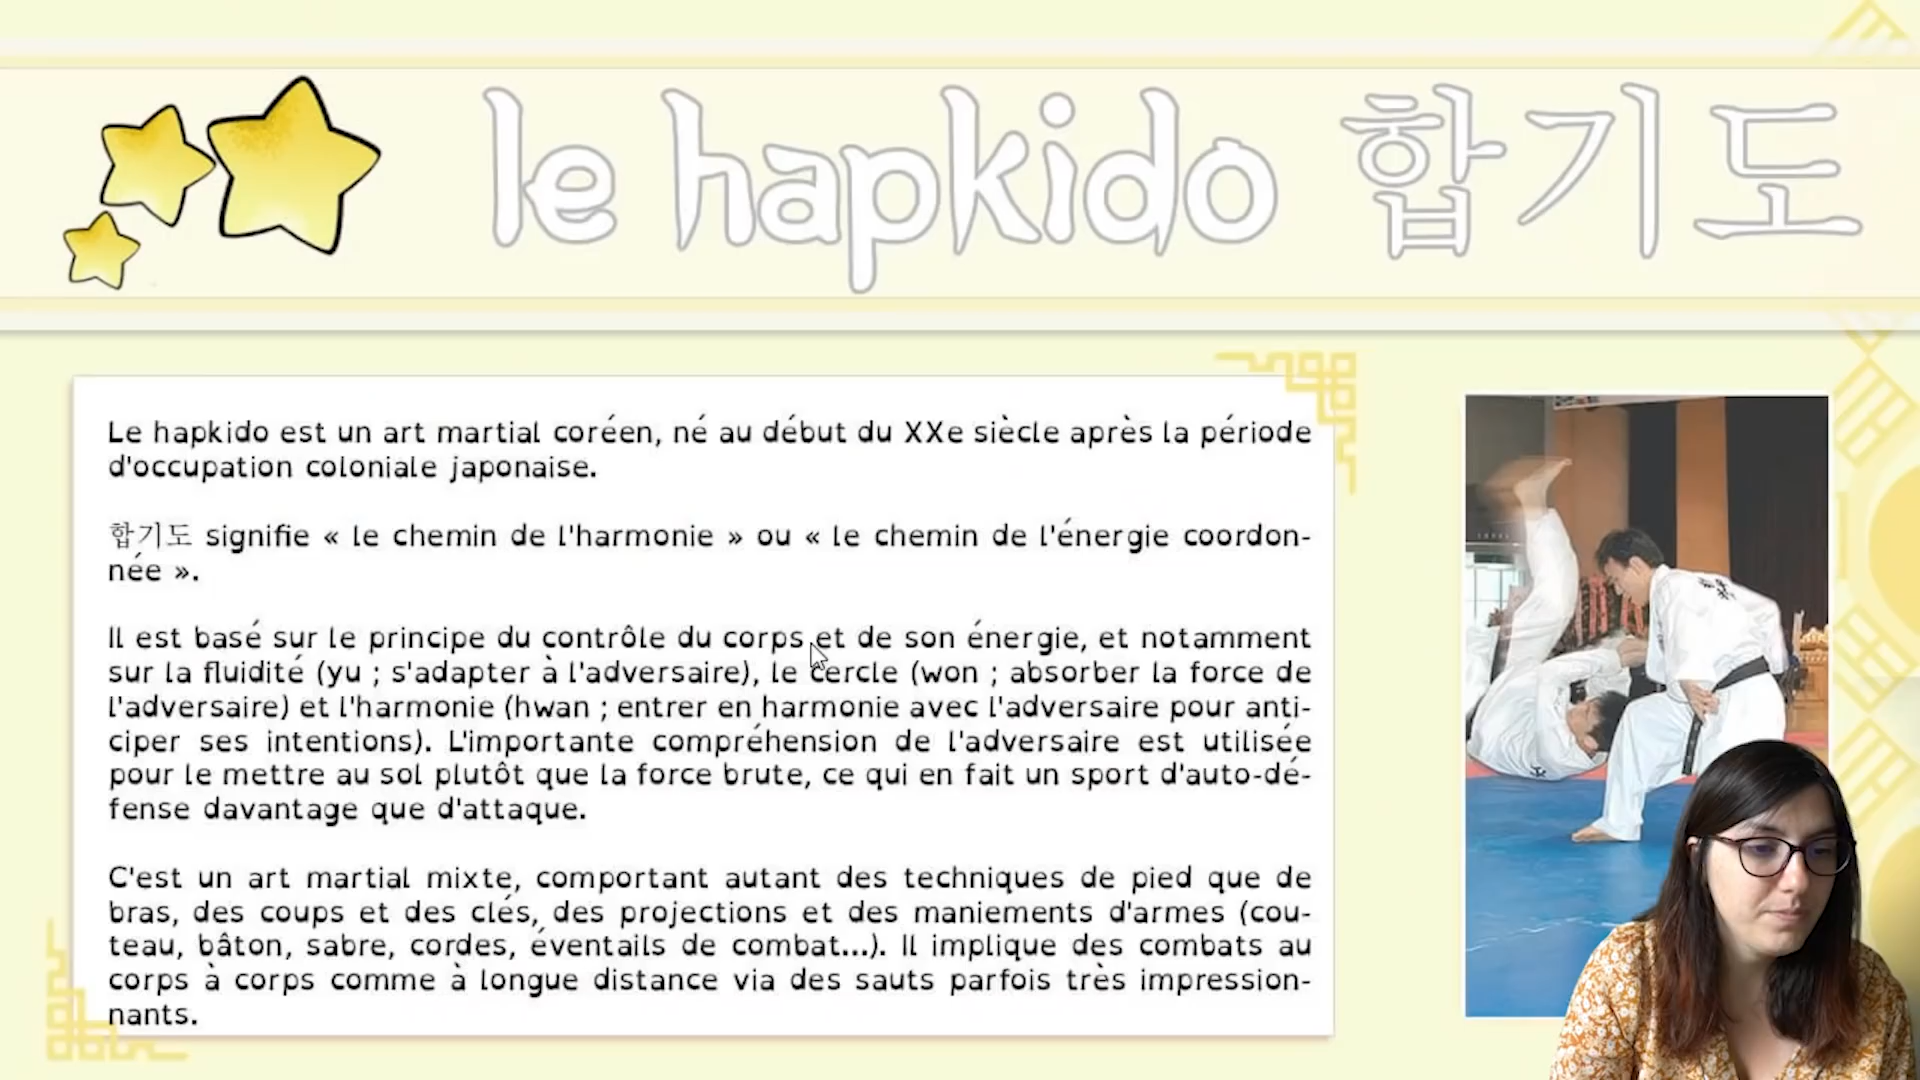 le hapkido 합기도
Le hapkido est un art martial coréen, né au début du XXe siècle après la période
d'occupation coloniale japonaise.
합기도 signifie « le chemin de l'harmonie » ou « le chemin de l'énergie coordon-
née ».
Il est basé sur le principe du contrôle du corps et de son énergie, et notamment
sur la fluidité (yu ; s'adapter à l'adversaire), le cercle (won ; absorber la force de
l'adversaire) et l'harmonie (hwan ; entrer en harmonie avec l'adversaire pour anti-
ciper ses intentions). L'importante compréhension de l'adversaire est utilisée
pour le mettre au sol plutôt que la force brute, ce qui en fait un sport d'auto-dé-
fense davantage que d'attaque.
C'est un art martial mixte, comportant autant des techniques de pied que de
bras, des coups et des clés, des projections et des maniements d'armes (cou-
teau, bâton, sabre, cordes, éventails de combat...). Il implique des combats au
corps à corps comme à longue distance via des sauts parfois très impression-
nants.